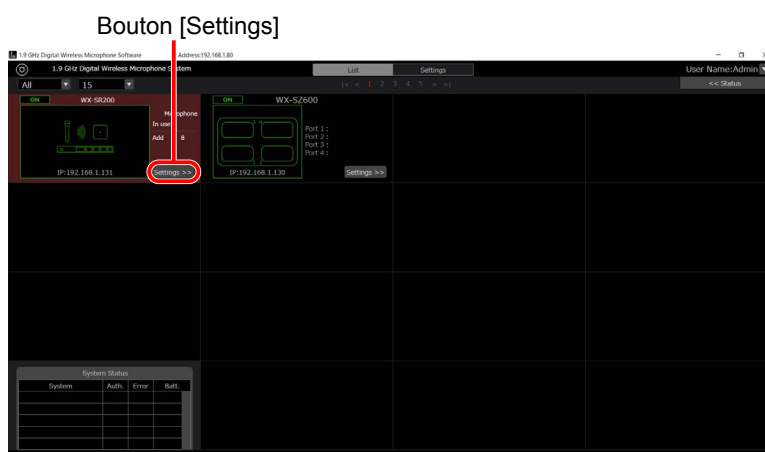 Bouton [Settings]
1.9 GHz Digital Wireless Microphone Software Address:192.168.1.80
1.9 GHz Digital Wireless Microphone System List Settings User Name:Admin
All 15 |< < 1 2 3 4 5 > >| << Status
ON WX-SR200
Microphone
In use
Add 8
IP:192.168.1.131 Settings >>
ON WX-SZ600
Port 1 :
Port 2 :
Port 3 :
Port 4 :
IP:192.168.1.130 Settings >>
System Status
System Auth. Error Batt.